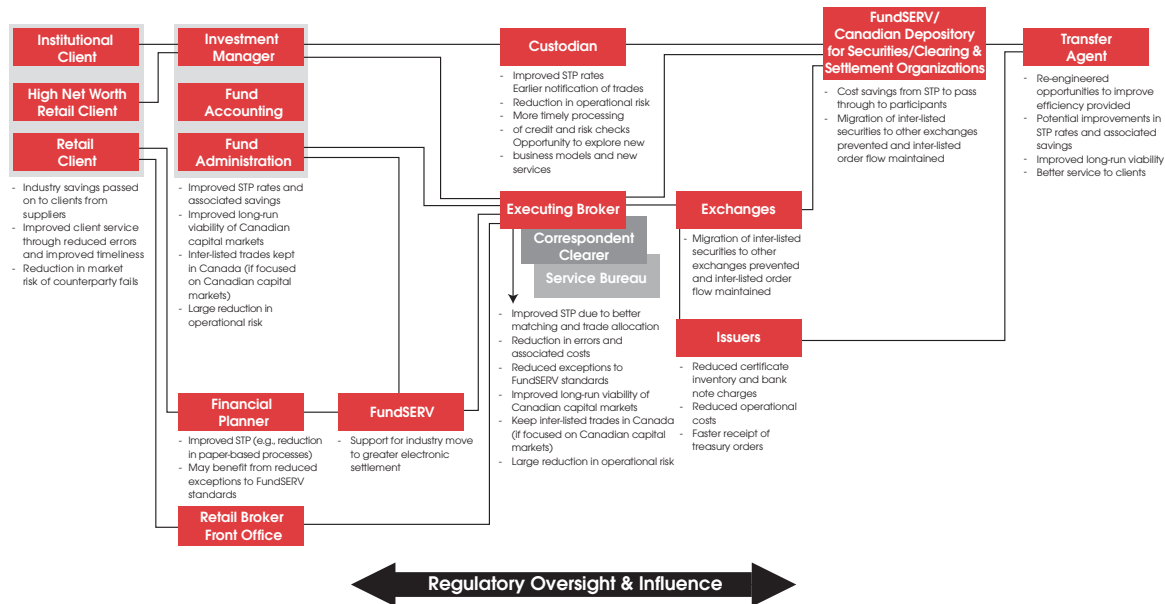 Institutional
Client
High Net Worth
Retail Client
Retail
Client
- Industry savings passed
on to clients from
suppliers
- Improved client service
through reduced errors
and improved timeliness
- Reduction in market
risk of counterparty fails
Investment
Manager
Fund
Accounting
Fund
Administration
- Improved STP rates and
associated savings
- Improved long-run
viability of Canadian
capital markets
- Inter-listed trades kept
in Canada (if focused
on Canadian capital
markets)
- Large reduction in
operational risk
Financial
Planner
- Improved STP (e.g., reduction
in paper-based processes)
- May benefit from reduced
exceptions to FundSERV
standards
Retail Broker
Front Office
FundSERV
- Support for industry move
to greater electronic
settlement
Custodian
- Improved STP rates
Earlier notification of trades
- Reduction in operational risk
- More timely processing
- of credit and risk checks
Opportunity to explore new
- business models and new
services
Executing Broker
Correspondent
Clearer
Service Bureau
- Improved STP due to better
matching and trade allocation
- Reduction in errors and
associated costs
- Reduced exceptions to
FundSERV standards
- Improved long-run viability of
Canadian capital markets
- Keep inter-listed trades in Canada
(if focused on Canadian capital
markets)
- Large reduction in operational risk
Exchanges
- Migration of inter-listed
securities to other
exchanges prevented
and inter-listed order
flow maintained
Issuers
- Reduced certificate
inventory and bank
note charges
- Reduced operational
costs
- Faster receipt of
treasury orders
FundSERV/
Canadian Depository
for Securities/Clearing &
Settlement Organizations
- Cost savings from STP to pass
through to participants
- Migration of inter-listed
securities to other exchanges
prevented and inter-listed
order flow maintained
Transfer
Agent
- Re-engineered
opportunities to improve
efficiency provided
- Potential improvements in
STP rates and associated
savings
- Improved long-run viability
- Better service to clients
Regulatory Oversight & Influence